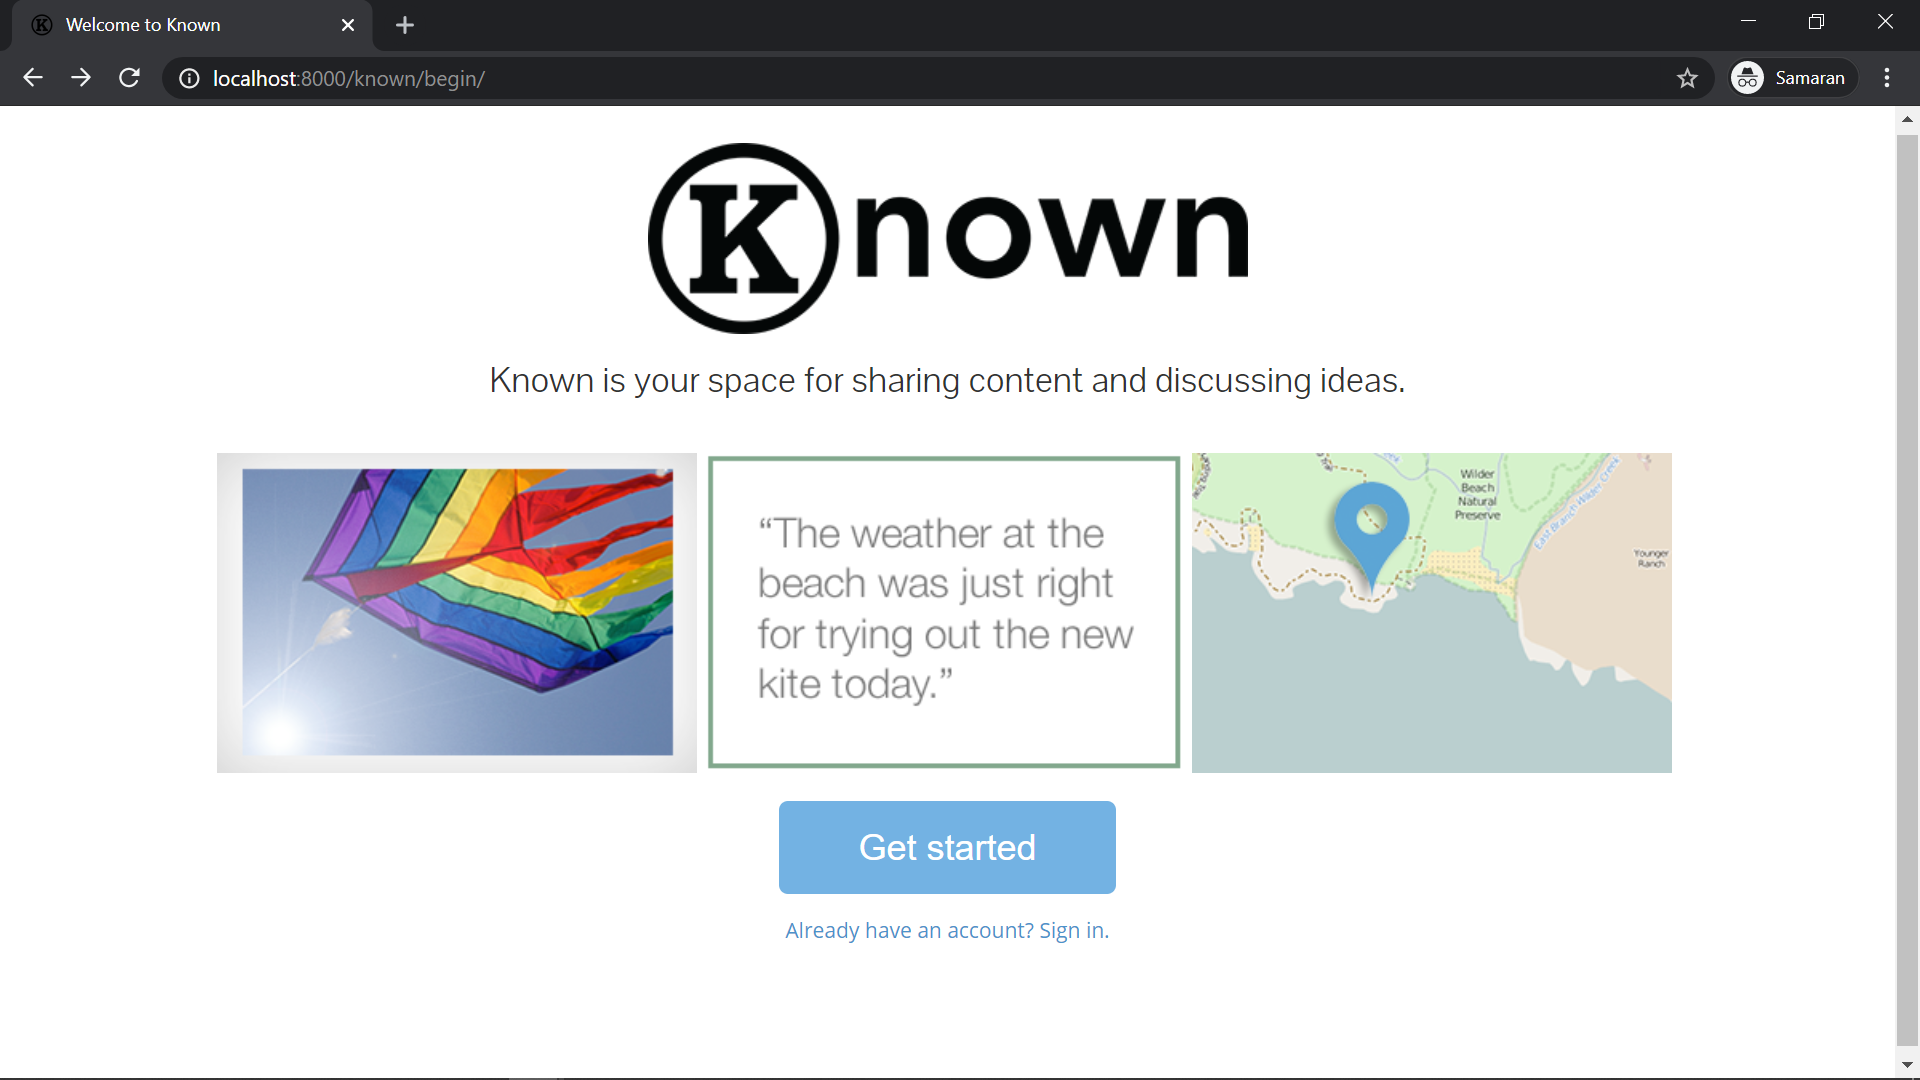 Welcome to Known
localhost:8000/known/begin/
Samaran
Known
Known is your space for sharing content and discussing ideas.
“The weather at the
beach was just right
for trying out the new
kite today.”
Wilder
Beach
Natural
Preserve
East Branch Wilder Creek
Younger
Ranch
Get started
Already have an account? Sign in.